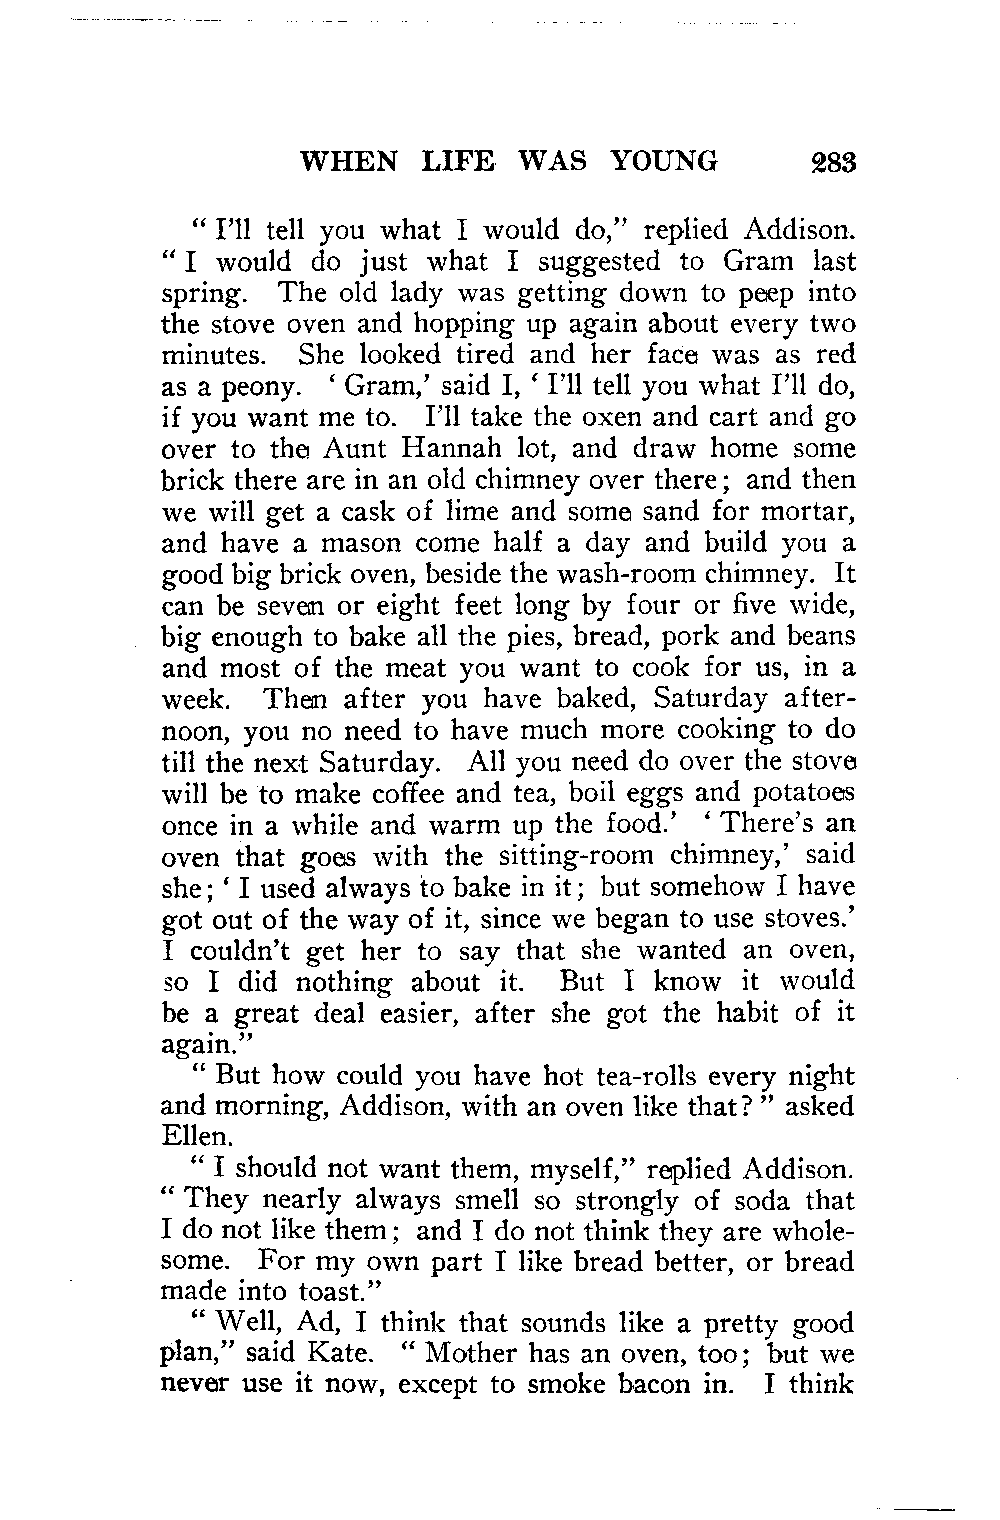 WHEN LIFE WAS YOUNG 283
“ I’ll tell you what I would do,” replied Addison.
“ I would do just what I suggested to Gram last
spring. The old lady was getting down to peep into
the stove oven and hopping up again about every two
minutes. She looked tired and her face was as red
as a peony. ‘ Gram,’ said I, ‘ I’ll tell you what I’ll do,
if you want me to. I’ll take the oxen and cart and go
over to the Aunt Hannah lot, and draw home some
brick there are in an old chimney over there; and then
we will get a cask of lime and some sand for mortar,
and have a mason come half a day and build you a
good big brick oven, beside the wash-room chimney. It
can be seven or eight feet long by four or five wide,
big enough to bake all the pies, bread, pork and beans
and most of the meat you want to cook for us, in a
week. Then after you have baked, Saturday after-
noon, you no need to have much more cooking to do
till the next Saturday. All you need do over the stove
will be to make coffee and tea, boil eggs and potatoes
once in a while and warm up the food.’ ‘ There’s an
oven that goes with the sitting-room chimney,’ said
she; ‘ I used always to bake in it; but somehow I have
got out of the way of it, since we began to use stoves.’
I couldn’t get her to say that she wanted an oven,
so I did nothing about it. But I know it would
be a great deal easier, after she got the habit of it
again.”
“ But how could you have hot tea-rolls every night
and morning, Addison, with an oven like that? ” asked
Ellen.
“ I should not want them, myself,” replied Addison.
“ They nearly always smell so strongly of soda that
I do not like them; and I do not think they are whole-
some. For my own part I like bread better, or bread
made into toast.”
“ Well, Ad, I think that sounds like a pretty good
plan,” said Kate. “ Mother has an oven, too; but we
never use it now, except to smoke bacon in. I think